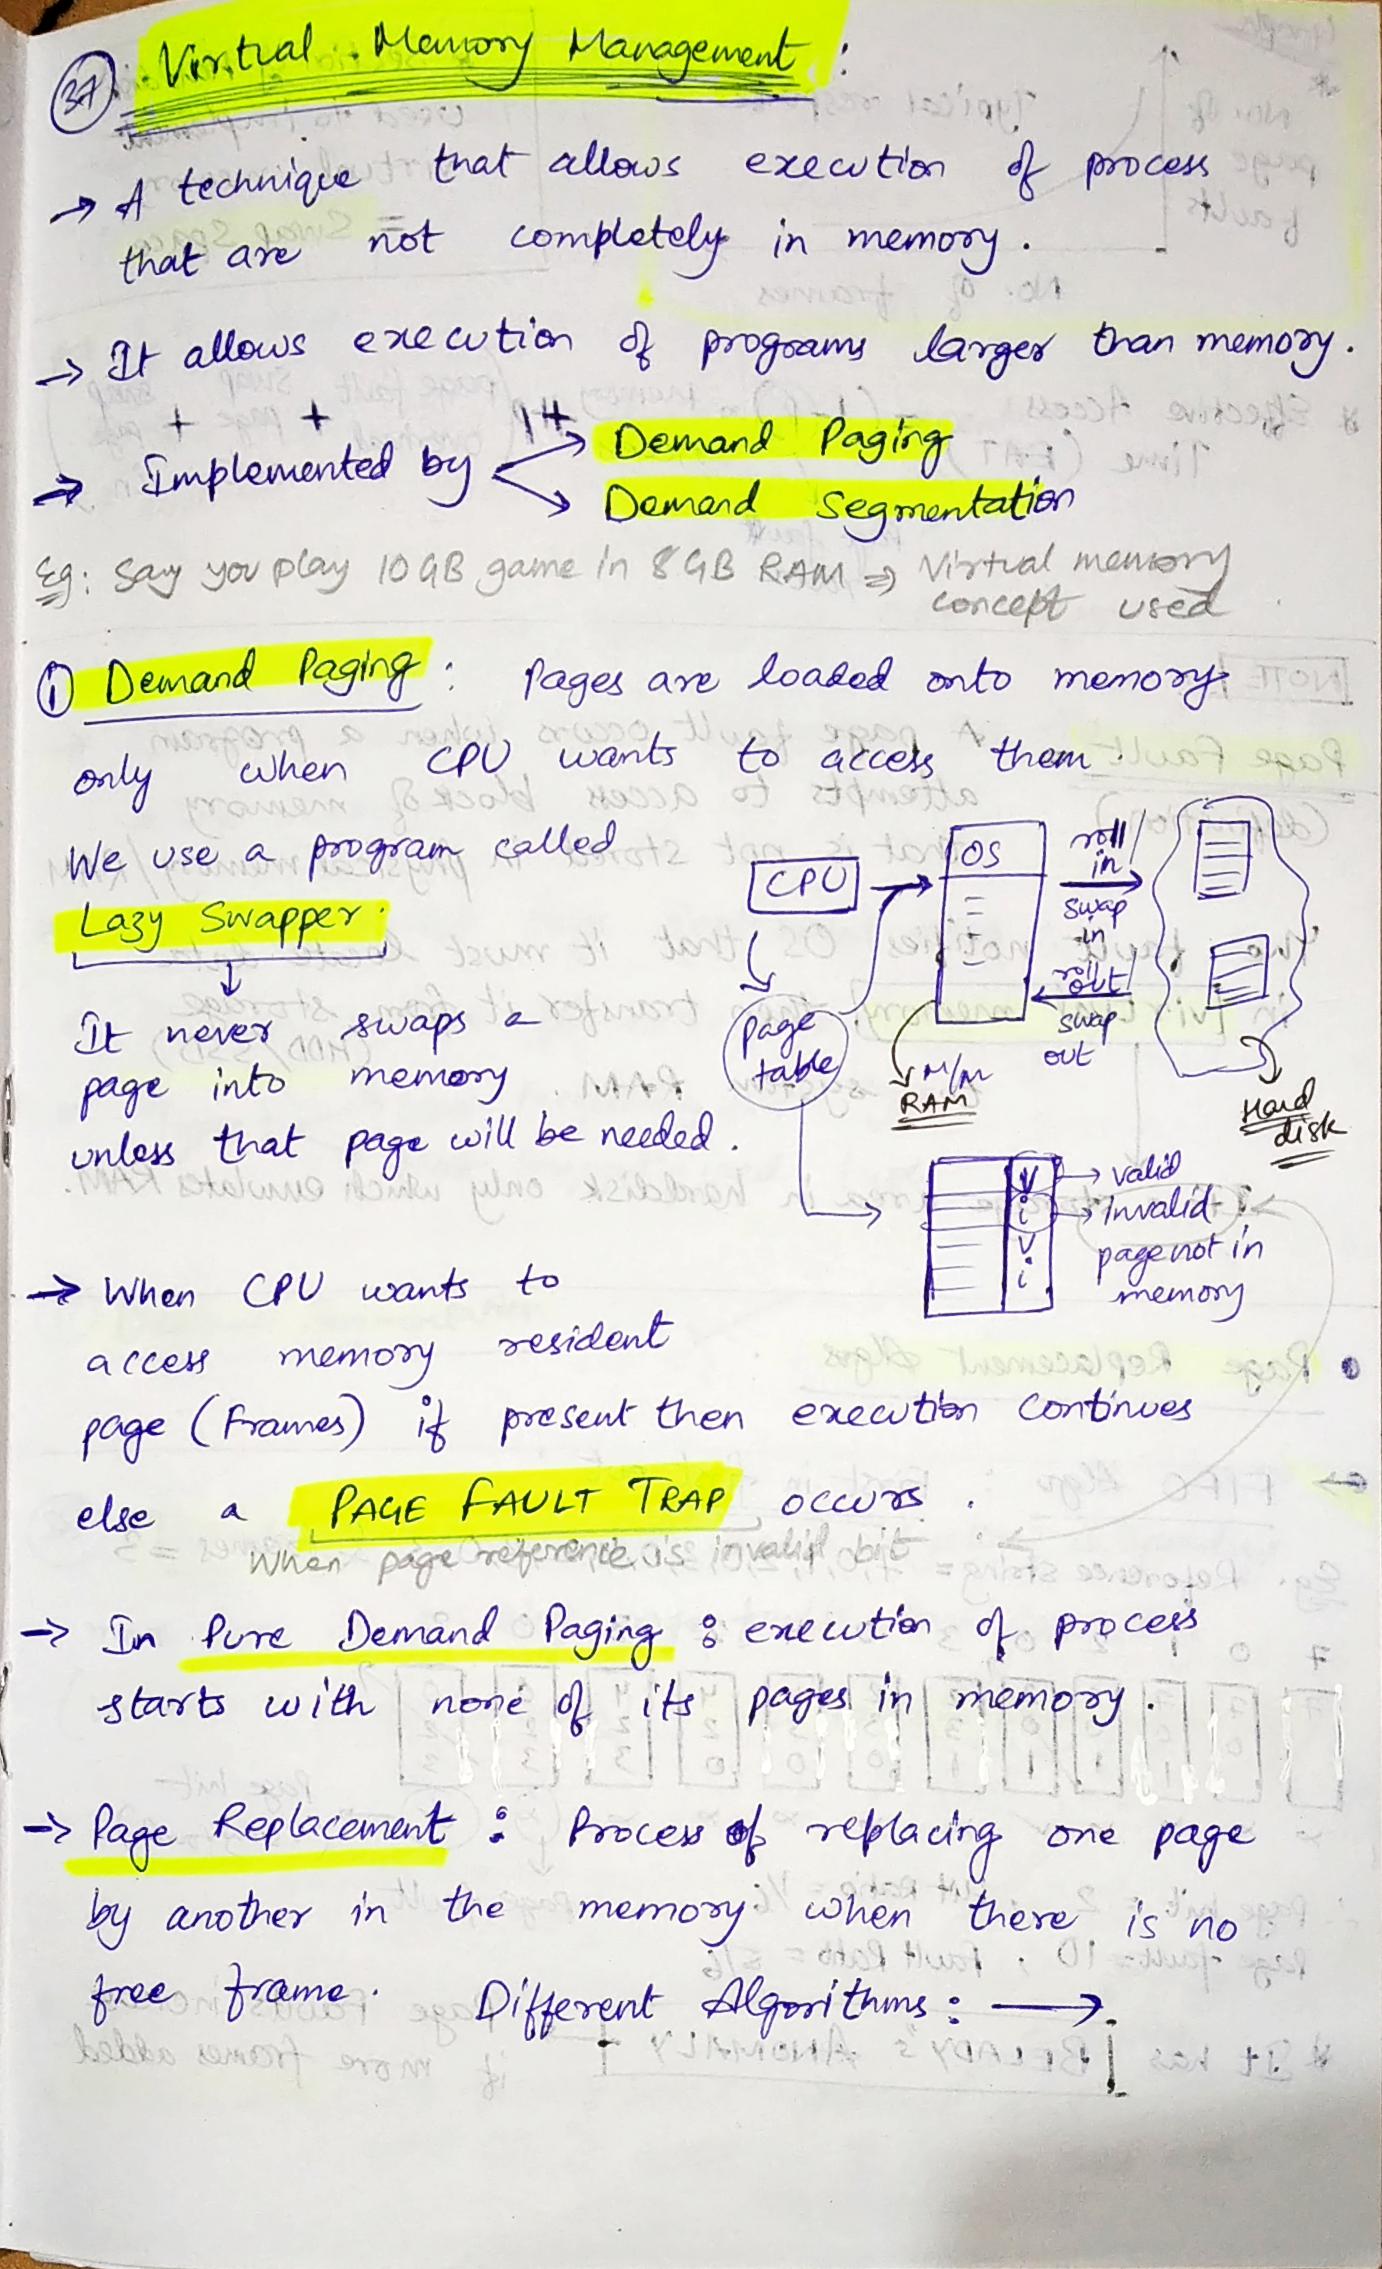 37 Virtual Memory Management :
→ A technique that allows execution of process
that are not completely in memory.
→ It allows execution of programs larger than memory.
→ Implemented by
Demand Paging
Demand Segmentation
Eg: Say you play 10GB game in 8GB RAM ⇒ Virtual memory
concept used
① Demand Paging : Pages are loaded onto memory
only when CPU wants to access them.
We use a program called
Lazy Swapper.
↓
It never swaps a
page into memory
unless that page will be needed.
CPU
OS
roll/
in
swap
in
roll/
out
swap
out
page
table
M/M
RAM
Hard
disk
V → valid
i → invalid
V page not in
i memory
→ When CPU wants to
access memory resident
page (Frames) if present then execution continues
else a PAGE FAULT TRAP occurs.
When page reference is invalid bit
→ In Pure Demand Paging : execution of process
starts with none of its pages in memory.
→ Page Replacement : Process of replacing one page
by another in the memory when there is no
free frame. Different Algorithms : →